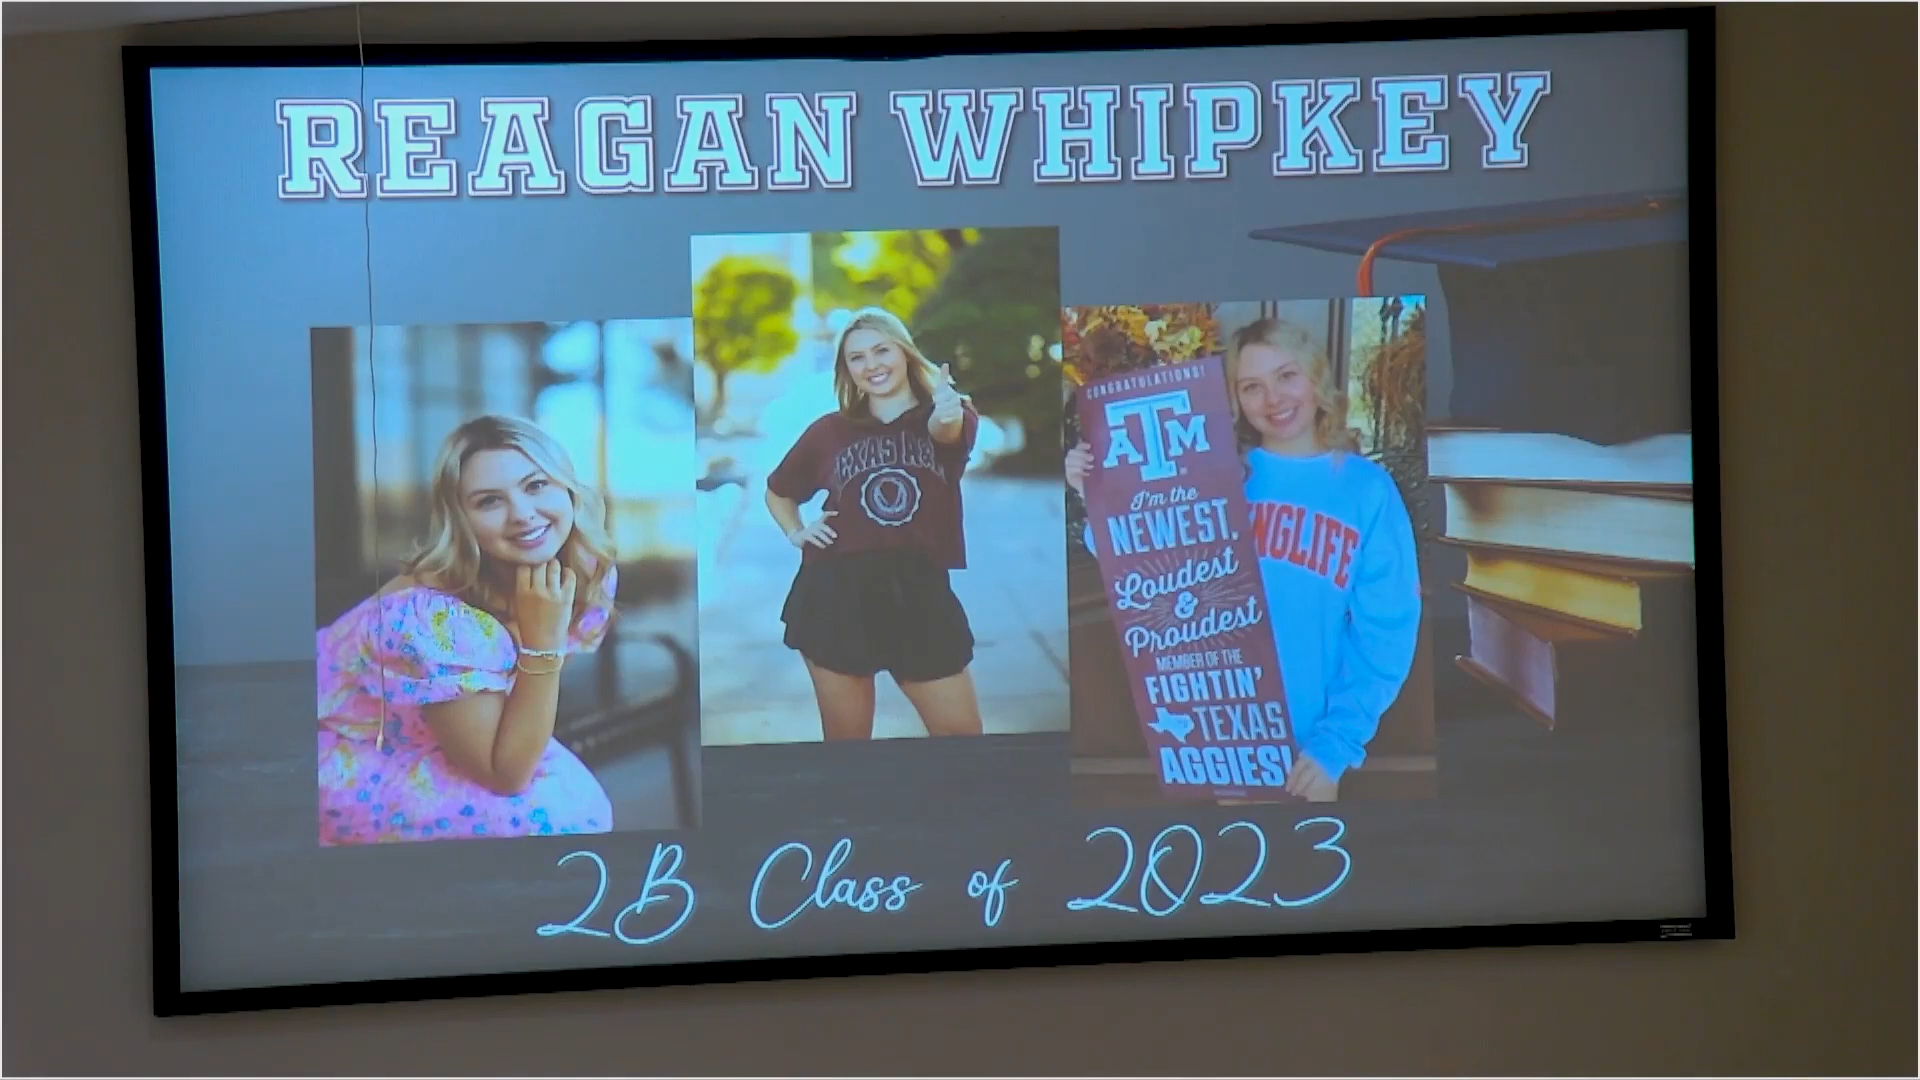 REAGAN WHIPKEY
TEXAS A&
CONGRATULATIONS!
ATM
I'm the
NEWEST,
Loudest
&
Proudest
MEMBER OF THE
FIGHTIN'
TEXAS
AGGIES!
NGLIFE
2B Class of 2023